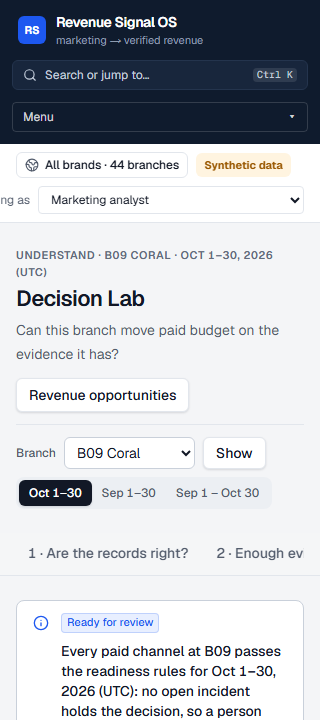 RS
Revenue Signal OS
marketing → verified revenue
Search or jump to…
Ctrl K
Menu
All brands · 44 branches
Synthetic data
ng as
Marketing analyst
UNDERSTAND · B09 CORAL · OCT 1–30, 2026
(UTC)
Decision Lab
Can this branch move paid budget on the
evidence it has?
Revenue opportunities
Branch
B09 Coral
Show
Oct 1–30
Sep 1–30
Sep 1 – Oct 30
1 · Are the records right?
2 · Enough evi
Ready for review
Every paid channel at B09 passes
the readiness rules for Oct 1–30,
2026 (UTC): no open incident
holds the decision, so a person